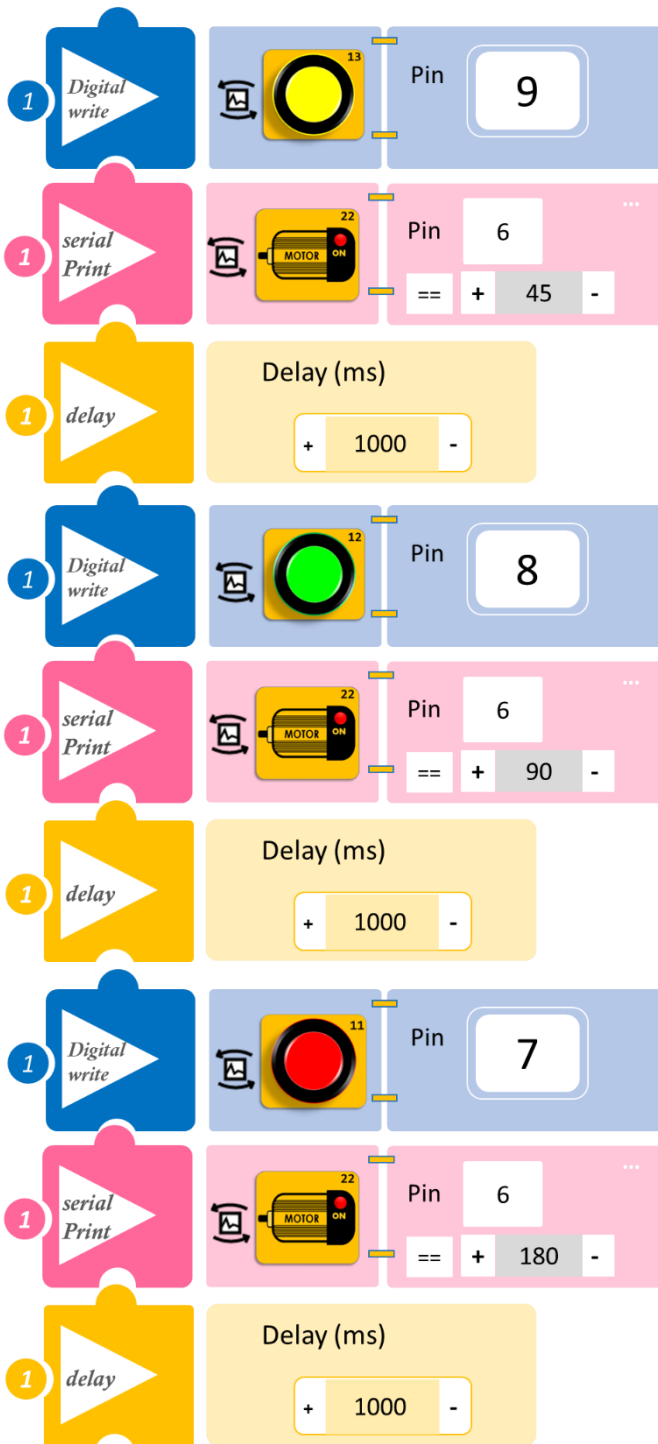 1 Digital write 13 Pin 9
1 serial Print 22 MOTOR ON Pin 6
== + 45 -
1 delay Delay (ms)
+ 1000 -
1 Digital write 12 Pin 8
1 serial Print 22 MOTOR ON Pin 6
== + 90 -
1 delay Delay (ms)
+ 1000 -
1 Digital write 11 Pin 7
1 serial Print 22 MOTOR ON Pin 6
== + 180 -
1 delay Delay (ms)
+ 1000 -